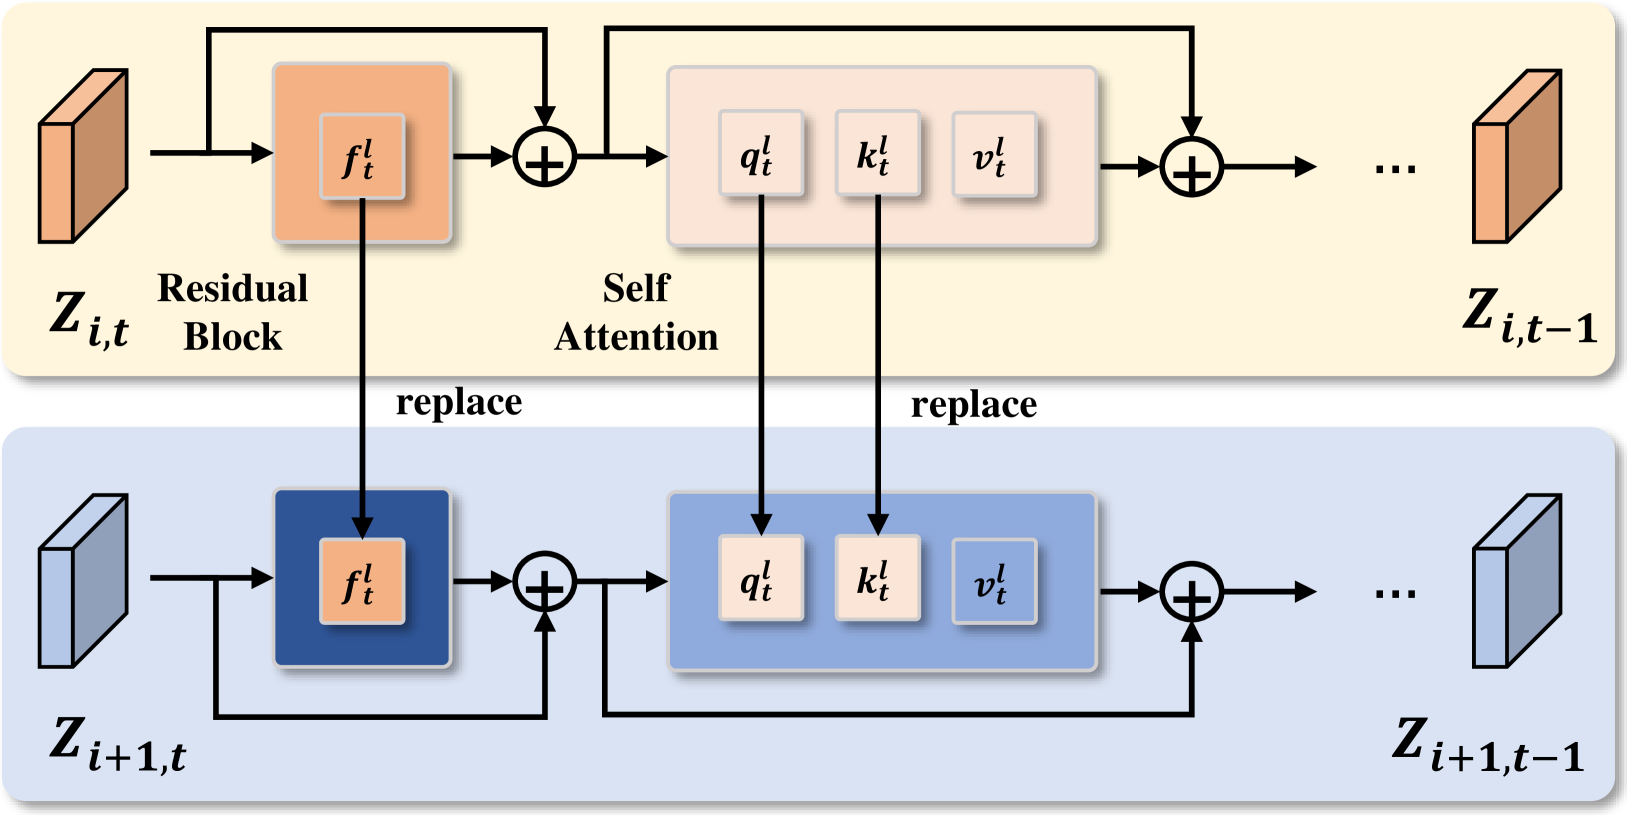 f_t^l
q_t^l k_t^l v_t^l
...
Z_{i,t}
Residual
Block
Self
Attention
Z_{i,t−1}
replace
replace
f_t^l
q_t^l k_t^l v_t^l
...
Z_{i+1,t}
Z_{i+1,t−1}